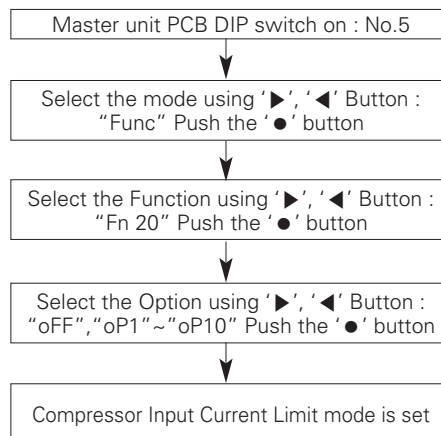 Master unit PCB DIP switch on : No.5
Select the mode using ‘▶’, ‘◀’ Button :
“Func” Push the ‘●’ button
Select the Function using ‘▶’, ‘◀’ Button :
“Fn 20” Push the ‘●’ button
Select the Option using ‘▶’, ‘◀’ Button :
“oFF”,“oP1”~”oP10” Push the ‘●’ button
Compressor Input Current Limit mode is set